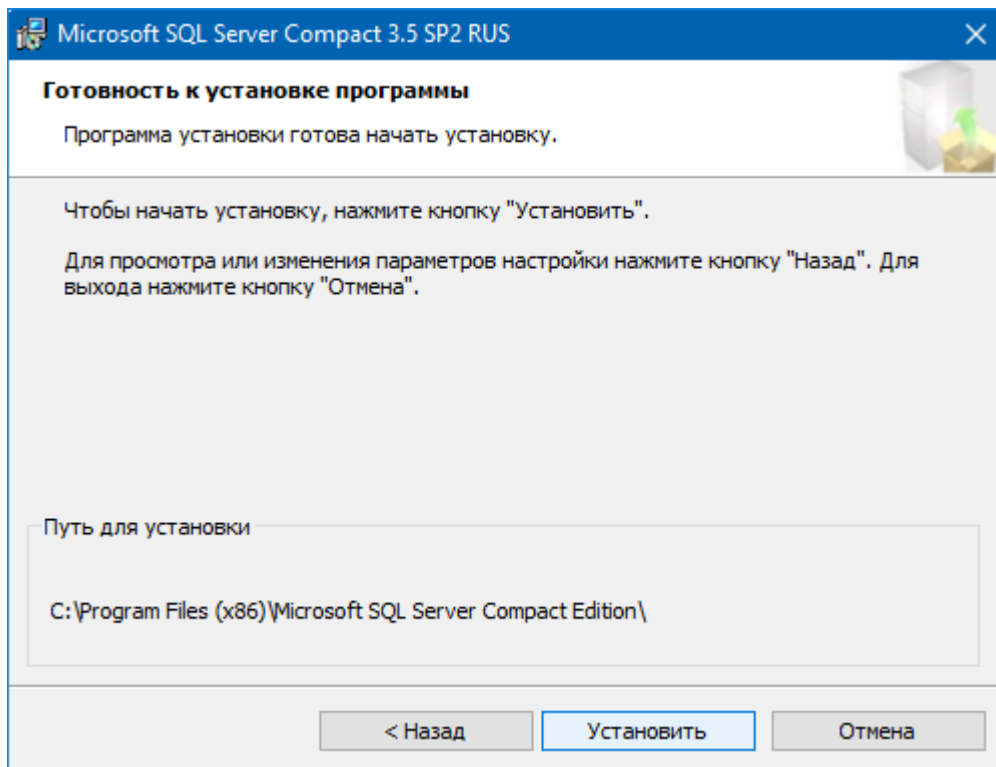 Microsoft SQL Server Compact 3.5 SP2 RUS
Готовность к установке программы
Программа установки готова начать установку.
Чтобы начать установку, нажмите кнопку "Установить".
Для просмотра или изменения параметров настройки нажмите кнопку "Назад". Для
выхода нажмите кнопку "Отмена".
Путь для установки
C:\Program Files (x86)\Microsoft SQL Server Compact Edition\
< Назад
Установить
Отмена